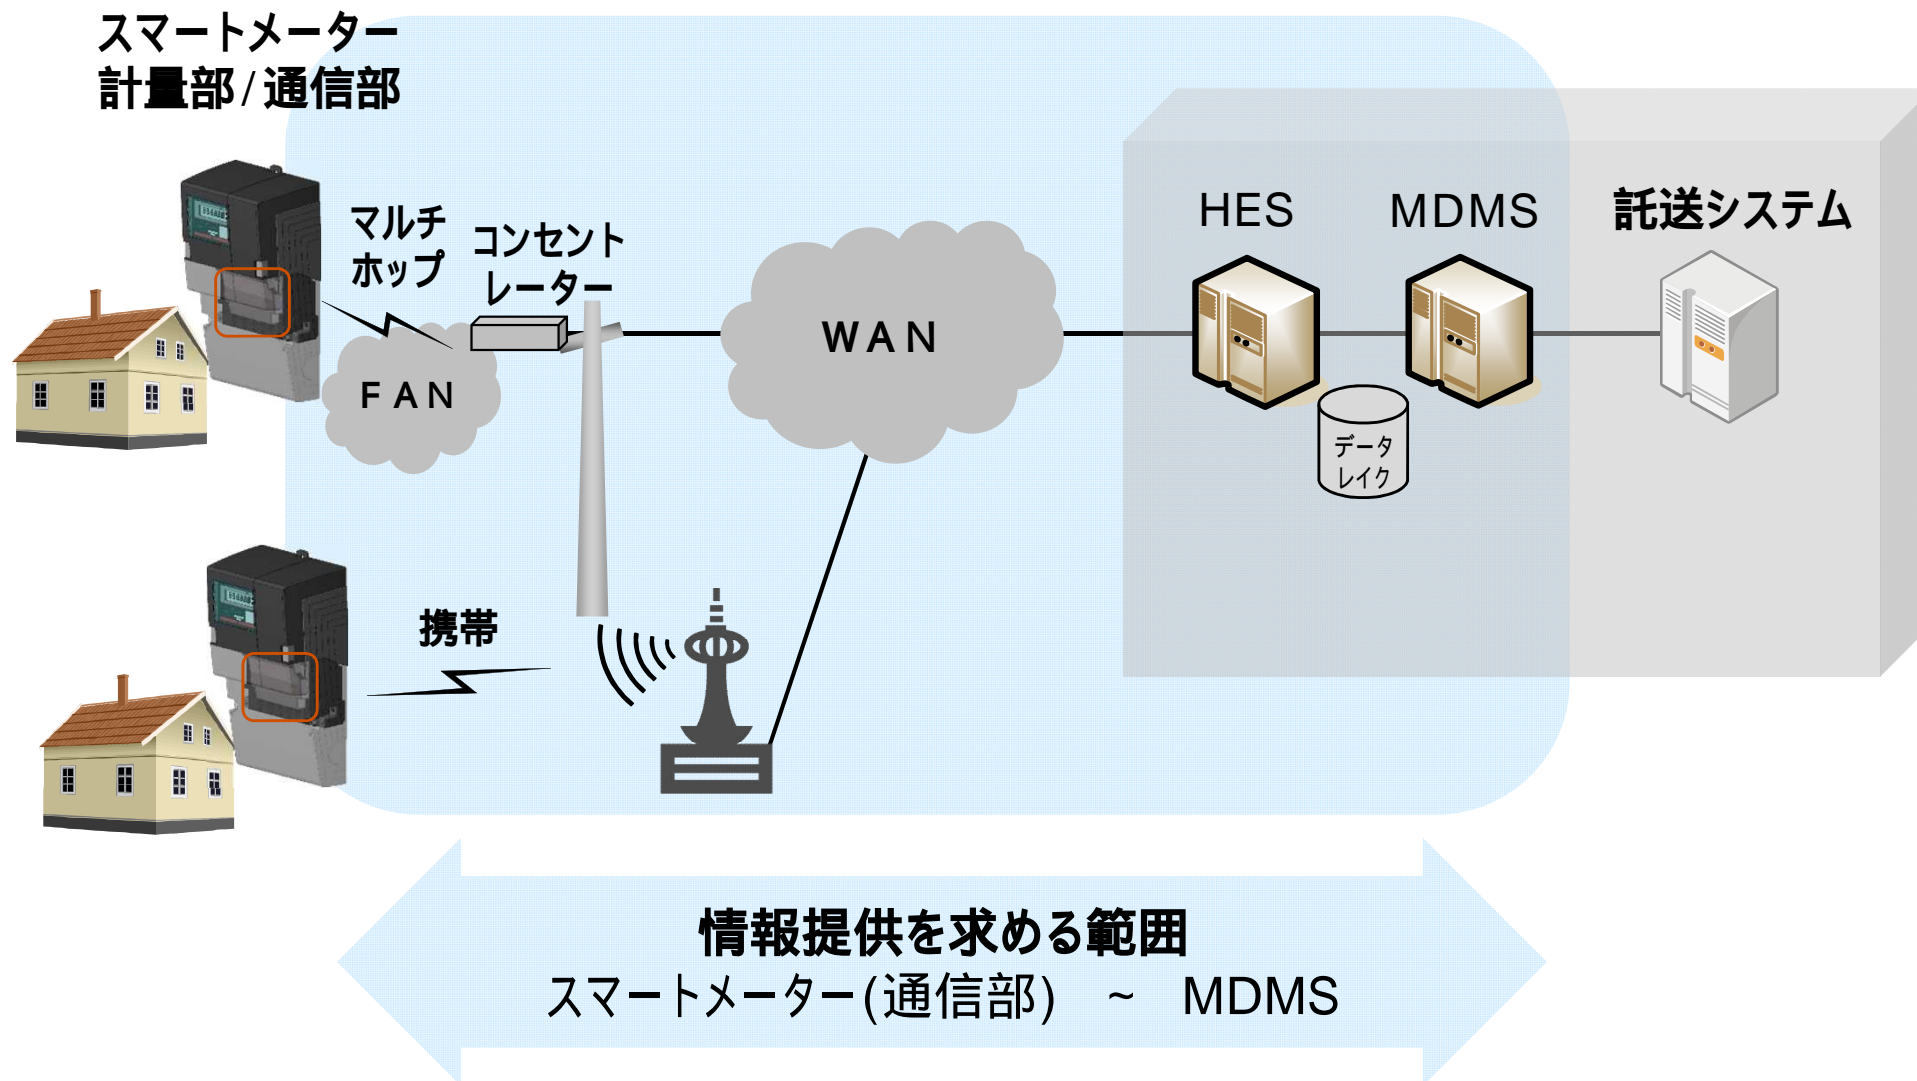 スマートメーター
計量部/通信部
マルチ
ホップ
コンセント
レーター
FAN
WAN
HES
MDMS
託送システム
データ
レイク
携帯
情報提供を求める範囲
スマートメーター(通信部) ~ MDMS